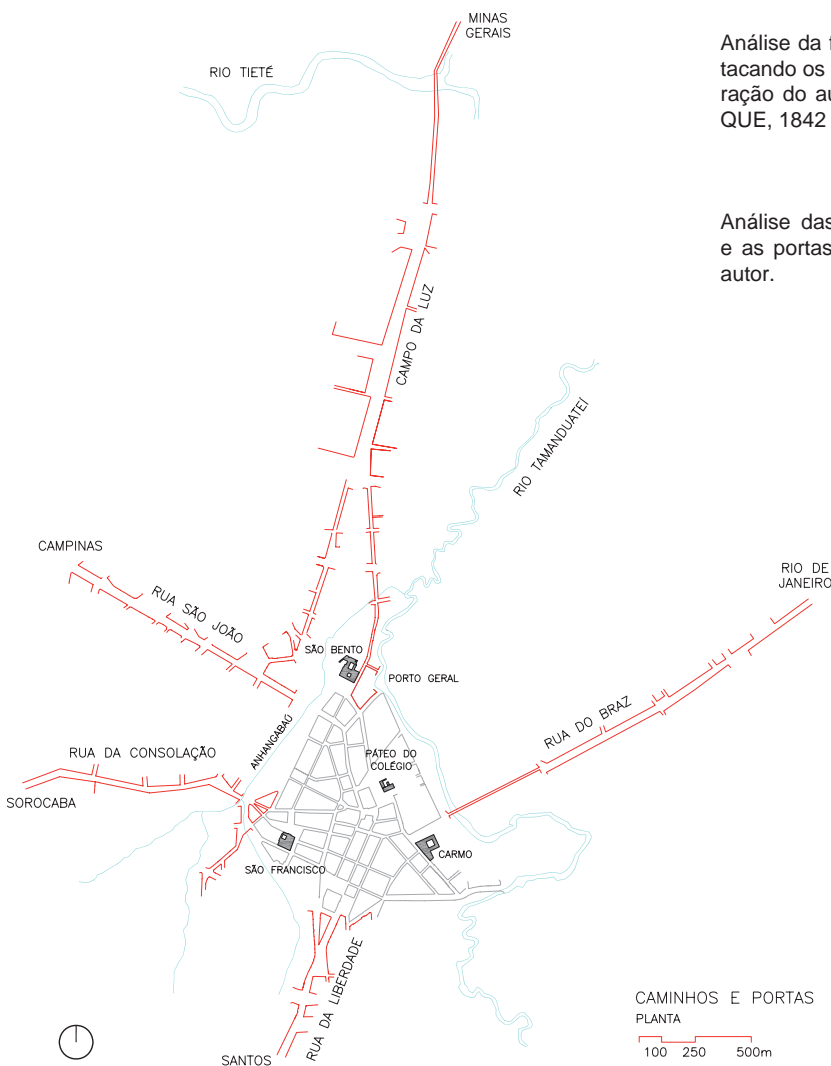 MINAS
GERAIS
RIO TIETÉ
Análise da
tacando os
ração do
QUE, 1842
Análise das
e as portas
autor.
CAMPO DA LUZ
RIO TAMANDUATEÍ
CAMPINAS
RUA SÃO JOÃO
RIO DE
JANEIRO
SÃO BENTO
PORTO GERAL
ANHANGABAÚ
RUA DO BRAZ
RUA DA CONSOLAÇÃO
PÁTEO DO
COLÉGIO
SOROCABA
CARMO
SÃO FRANCISCO
RUA DA LIBERDADE
SANTOS
CAMINHOS E PORTAS
PLANTA
100 250 500m